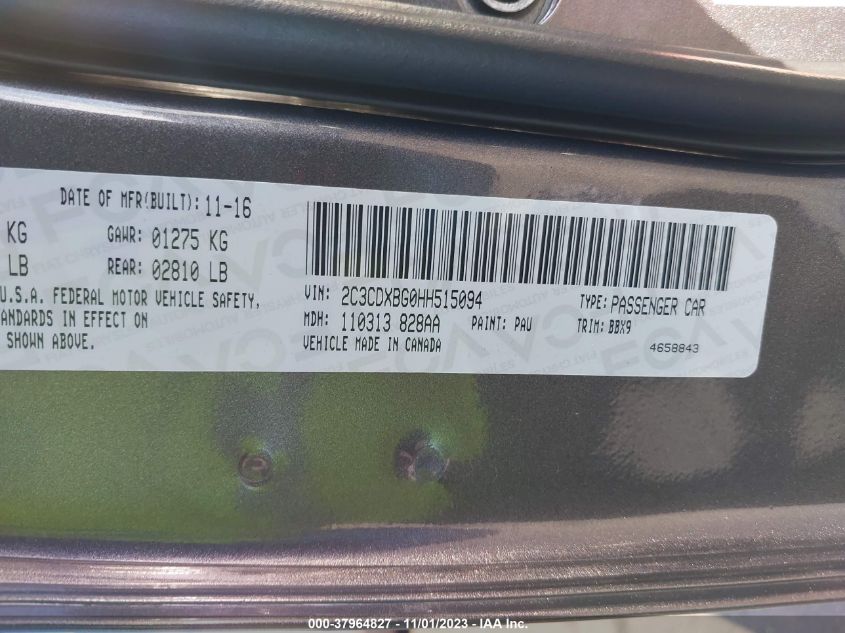 DATE OF MFR(BUILT): 11-16
KG GAWR: 01275 KG
LB REAR: 02810 LB
U.S.A. FEDERAL MOTOR VEHICLE SAFETY,
ANDARDS IN EFFECT ON
SHOWN ABOVE.
VIN: 2C3CDXBG0HH515094 TYPE: PASSENGER CAR
MDH: 110313 828AA PAINT: PAU TRIM: BBX9
VEHICLE MADE IN CANADA 4658843
000-37964827 - 11/01/2023 - IAA Inc.